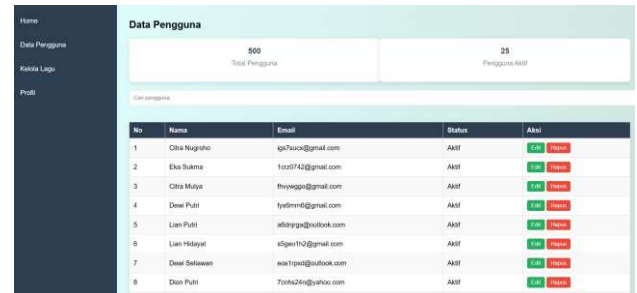 Home
Data Pengguna
Kelola Lagu
Profil
Data Pengguna
500
Total Pengguna
25
Pengguna Aktif
Cari pengguna...
No Nama Email Status Aksi
1 Citra Nugroho igs7sucx@gmail.com Aktif Edit Hapus
2 Eka Sukma 1crz0742@gmail.com Aktif Edit Hapus
3 Citra Mulya fhvywggo@gmail.com Aktif Edit Hapus
4 Dewi Putri fys6mm6@gmail.com Aktif Edit Hapus
5 Lian Putri a6dnjrga@outlook.com Aktif Edit Hapus
6 Lian Hidayat s5geo1h2@gmail.com Aktif Edit Hapus
7 Dewi Setiawan eos1rpxd@outlook.com Aktif Edit Hapus
8 Dion Putri 7cnhs24n@yahoo.com Aktif Edit Hapus